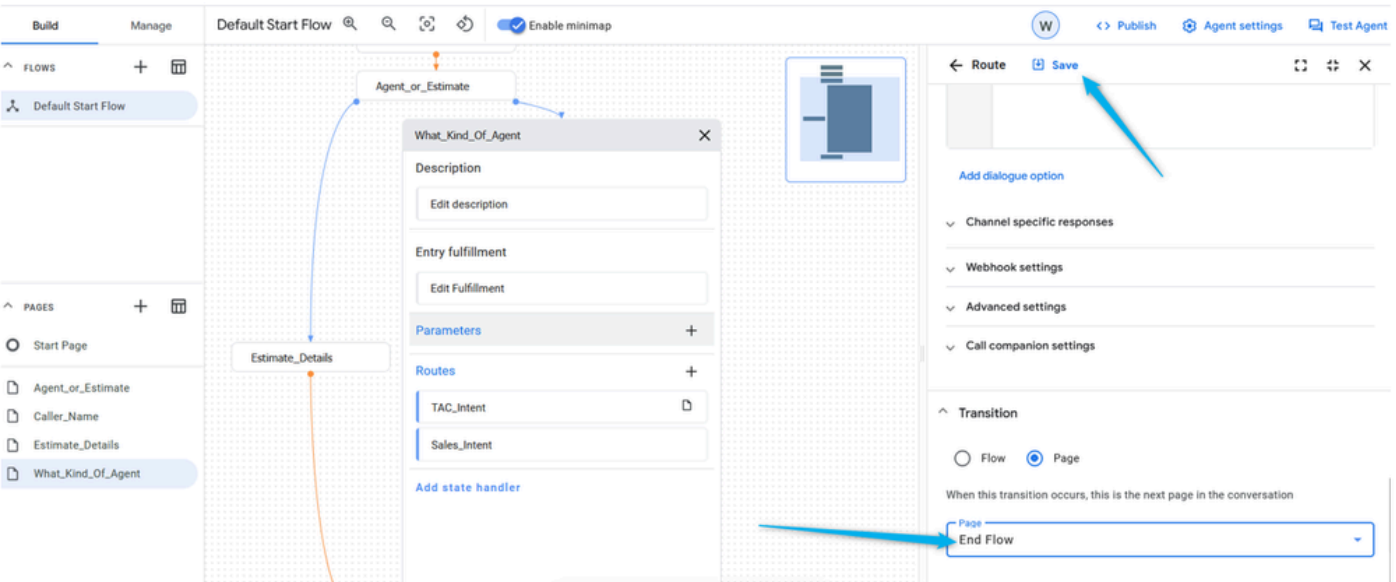 Build
Manage
Default Start Flow
Enable minimap
W
<> Publish
Agent settings
Test Agent
FLOWS
Default Start Flow
PAGES
Start Page
Agent_or_Estimate
Caller_Name
Estimate_Details
What_Kind_Of_Agent
Agent_or_Estimate
Estimate_Details
What_Kind_Of_Agent
Description
Edit description
Entry fulfillment
Edit Fulfillment
Parameters
Routes
TAC_Intent
Sales_Intent
Add state handler
Route
Save
Add dialogue option
Channel specific responses
Webhook settings
Advanced settings
Call companion settings
Transition
Flow
Page
When this transition occurs, this is the next page in the conversation
Page
End Flow